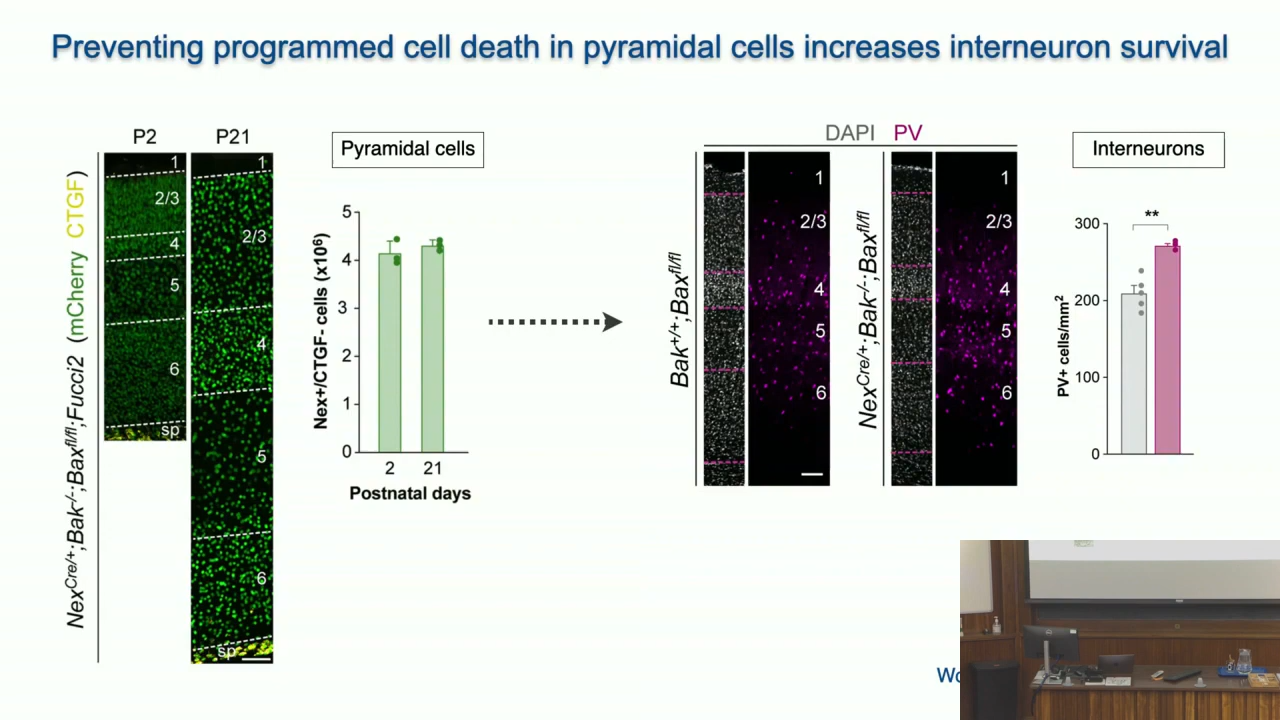 Preventing programmed cell death in pyramidal cells increases interneuron survival
P2
P21
Nex^Cre/+;Bak^-/-;Bax^fl/fl;Fucci2 (mCherry CTGF)
1
2/3
4
5
6
sp
1
2/3
4
5
6
sp
Pyramidal cells
Nex+/CTGF- cells (x10⁶)
5
4
3
2
1
0
2
21
Postnatal days
DAPI PV
Bak^+/+;Bax^fl/fl
1
2/3
4
5
6
Nex^Cre/+;Bak^-/-;Bax^fl/fl
1
2/3
4
5
6
Interneurons
PV+ cells/mm²
300
200
100
0
**